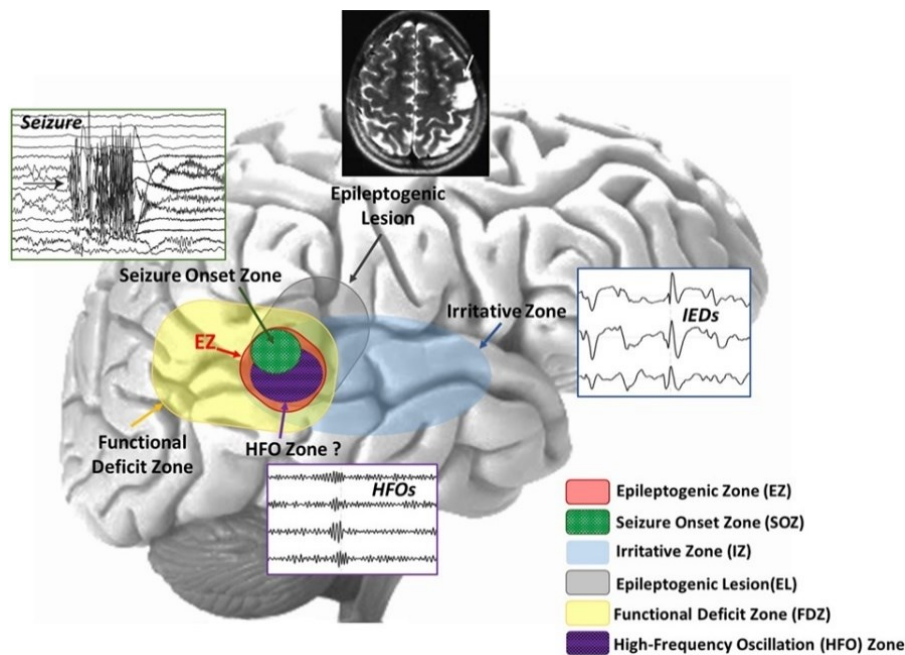 Seizure
Epileptogenic
Lesion
Seizure Onset Zone
Irritative Zone
IEDs
EZ
Functional
Deficit Zone
HFO Zone ?
HFOs
Epileptogenic Zone (EZ)
Seizure Onset Zone (SOZ)
Irritative Zone (IZ)
Epileptogenic Lesion(EL)
Functional Deficit Zone (FDZ)
High-Frequency Oscillation (HFO) Zone